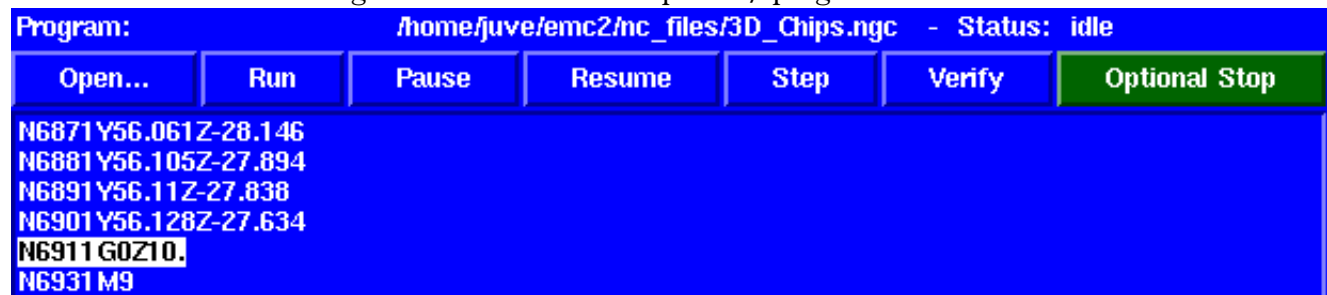 Program: /home/juve/emc2/nc_files/3D_Chips.ngc - Status: idle
Open... Run Pause Resume Step Verify Optional Stop
N6871Y56.061Z-28.146
N6881Y56.105Z-27.894
N6891Y56.11Z-27.838
N6901Y56.128Z-27.634
N6911G0Z10.
N6931M9